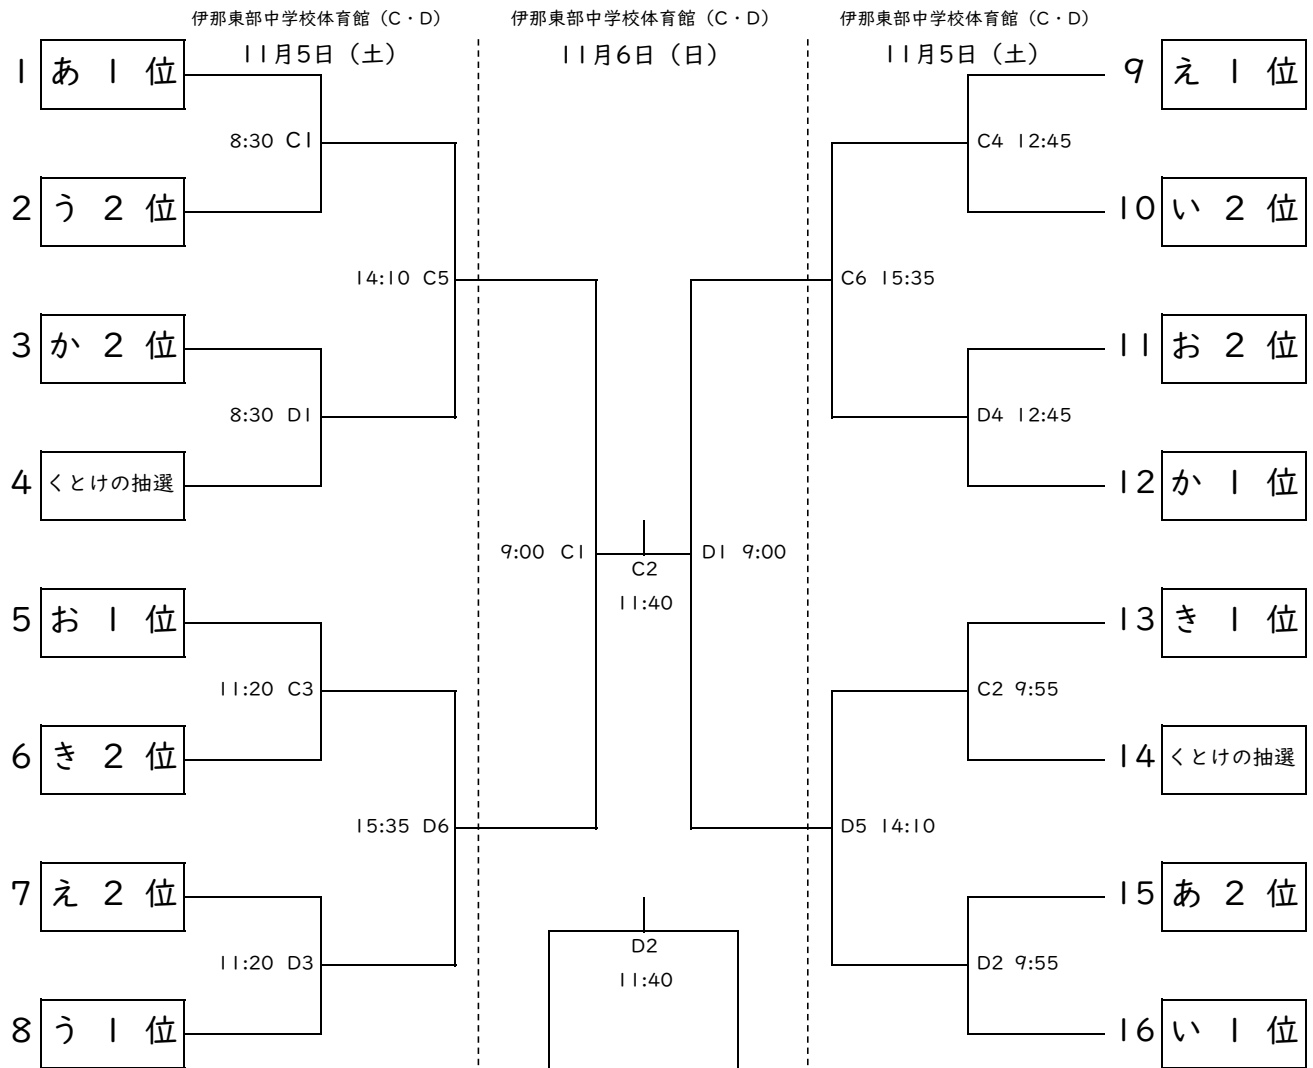 伊那東部中学校体育館（C・D）
伊那東部中学校体育館（C・D）
伊那東部中学校体育館（C・D）
11月5日（土）
11月6日（日）
11月5日（土）
1 あ 1 位
9 え 1 位
8:30 C1
C4 12:45
2 う 2 位
10 い 2 位
14:10 C5
C6 15:35
3 か 2 位
11 お 2 位
8:30 D1
D4 12:45
4 くとけの抽選
12 か 1 位
9:00 C1
D1 9:00
C2
11:40
5 お 1 位
13 き 1 位
11:20 C3
C2 9:55
6 き 2 位
14 くとけの抽選
15:35 D6
D5 14:10
7 え 2 位
15 あ 2 位
D2
11:40
11:20 D3
D2 9:55
8 う 1 位
16 い 1 位